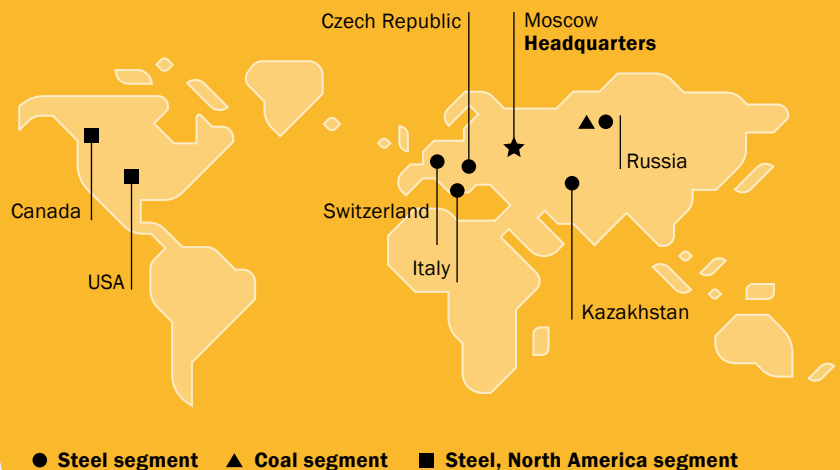 Czech Republic
Moscow
Headquarters
Russia
Canada
Switzerland
Italy
USA
Kazakhstan
Steel segment
Coal segment
Steel, North America segment